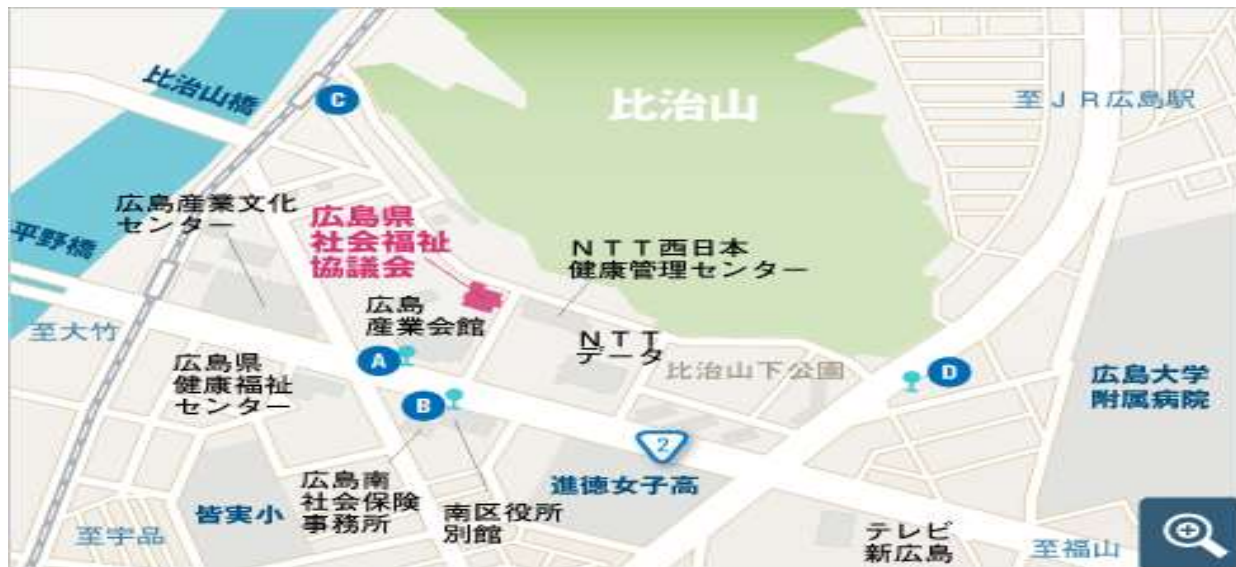 比治山橋
C
比治山
至JR広島駅
広島産業文化
センター
平野橋
広島県
社会福祉
協議会
NTT西日本
健康管理センター
広島
産業会館
至大竹
NTT
データ
A
比治山下公園
D
広島県
健康福祉
センター
B
広島大学
附属病院
2
広島南
社会保険
事務所
進徳女子高
皆実小
南区役所
別館
至宇品
テレビ
新広島
至福山